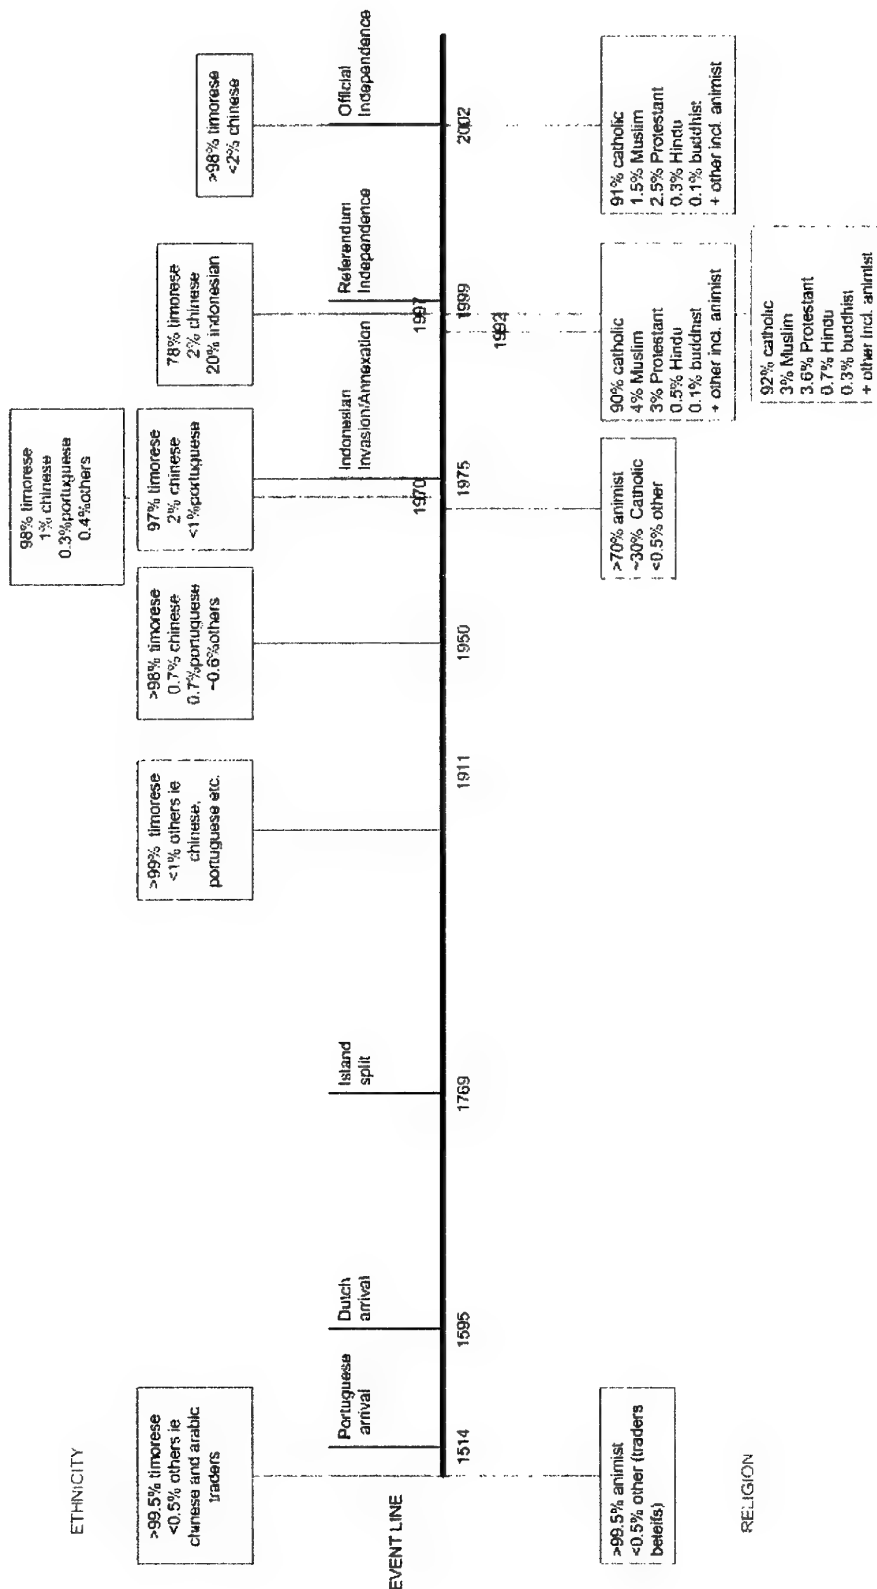 ETHNICITY
>99.5% timorese
<0.5% others ie
chinese and arabic
traders
>99% timorese
<1% others ie
chinese,
portuguese etc.
>98% timorese
0.7% chinese
0.7%portuguese
~0.6%others
98% timorese
1% chinese
0.3%portuguese
0.4%others
97% timorese
2% chinese
<1%portuguese
78% timorese
2% chinese
20% indonesian
>98% timorese
<2% chinese
EVENT LINE
Portuguese
arrival
Dutch
arrival
Island
split
Indonesian
Invasion/Annexation
Referendum
Independence
Official
Independence
1514
1595
1769
1911
1950
1970
1975
1997
1992
1999
2002
RELIGION
>99.5% animist
<0.5% other (traders
beleifs)
>70% animist
~30% Catholic
<0.5% other
90% catholic
4% Muslim
3% Protestant
0.5% Hindu
0.1% buddhist
+ other incl. animist
92% catholic
3% Muslim
3.6% Protestant
0.7% Hindu
0.3% buddhist
+ other incl. animist
91% catholic
1.5% Muslim
2.5% Protestant
0.3% Hindu
0.1% buddhist
+ other incl. animist